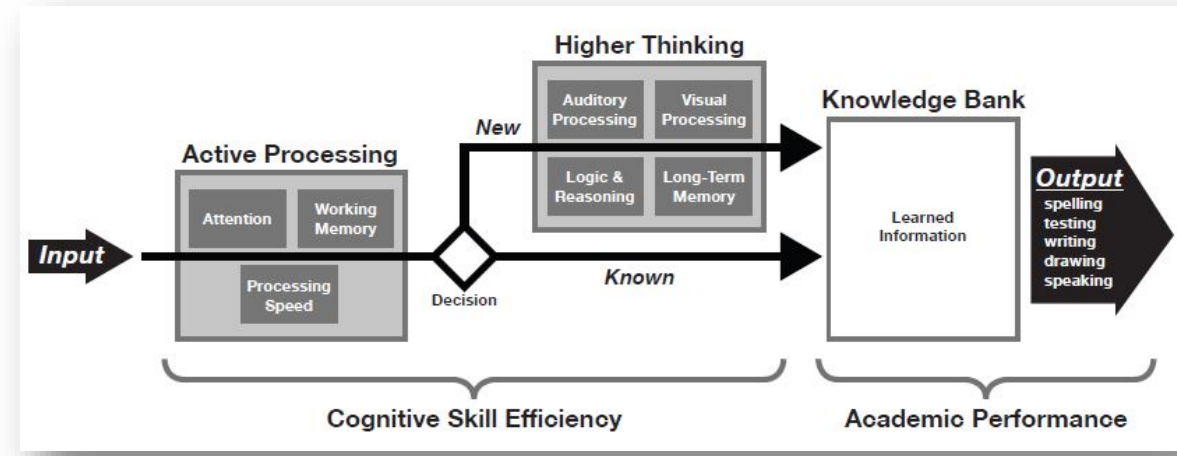 Higher Thinking
Auditory
Processing
Visual
Processing
Knowledge Bank
New
Active Processing
Logic &
Reasoning
Long-Term
Memory
Output
spelling
testing
writing
drawing
speaking
Attention
Working
Memory
Learned
Information
Input
Known
Processing
Speed
Decision
Cognitive Skill Efficiency
Academic Performance